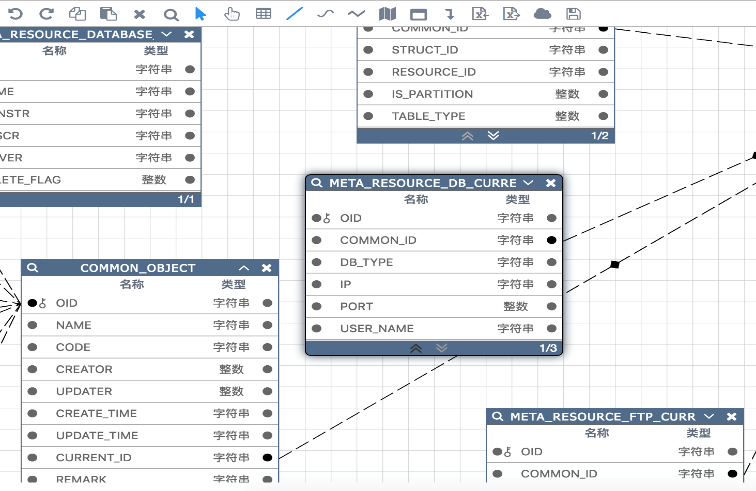 A_RESOURCE_DATABASE_
名称 类型
字符串
ME 字符串
NSTR 字符串
SCR 字符串
VER 字符串
LETE_FLAG 整数
1/1
COMMON_ID 字符串
STRUCT_ID 字符串
RESOURCE_ID 字符串
IS_PARTITION 整数
TABLE_TYPE 整数
1/2
META_RESOURCE_DB_CURRE
名称 类型
OID 字符串
COMMON_ID 字符串
DB_TYPE 字符串
IP 字符串
PORT 整数
USER_NAME 字符串
1/3
COMMON_OBJECT
名称 类型
OID 字符串
NAME 字符串
CODE 字符串
CREATOR 整数
UPDATER 整数
CREATE_TIME 字符串
UPDATE_TIME 字符串
CURRENT_ID 字符串
REMARK 字符串
META_RESOURCE_FTP_CURR
名称 类型
OID 字符串
COMMON_ID 字符串